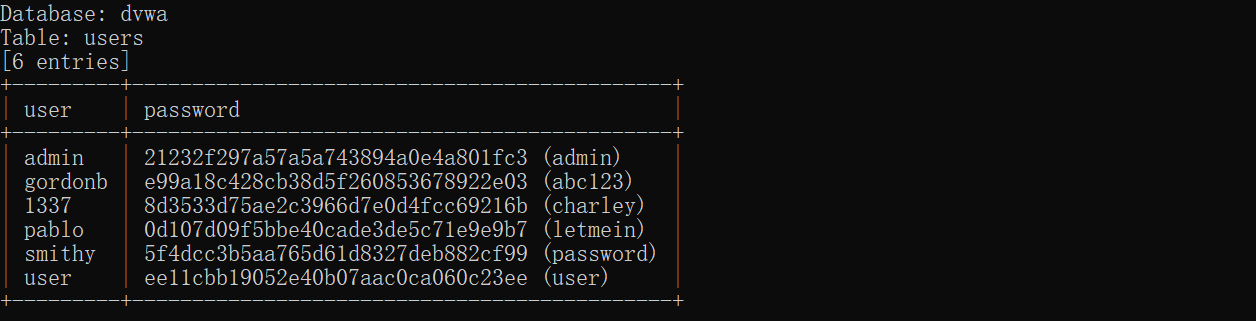 Database: dvwa
Table: users
[6 entries]
+---------+---------------------------------------------+
| user    | password                                    |
+---------+---------------------------------------------+
| admin   | 21232f297a57a5a743894a0e4a801fc3 (admin)    |
| gordonb | e99a18c428cb38d5f260853678922e03 (abc123)   |
| 1337    | 8d3533d75ae2c3966d7e0d4fcc69216b (charley)  |
| pablo   | 0d107d09f5bbe40cade3de5c71e9e9b7 (letmein)  |
| smithy  | 5f4dcc3b5aa765d61d8327deb882cf99 (password) |
| user    | ee11cbb19052e40b07aac0ca060c23ee (user)     |
+---------+---------------------------------------------+